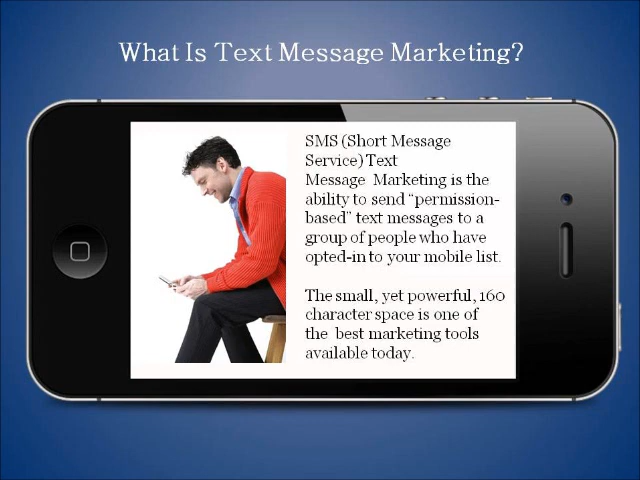 What Is Text Message Marketing?
SMS (Short Message
Service) Text
Message  Marketing is the
ability to send “permission-
based” text messages to a
group of people who have
opted-in to your mobile list.
The small, yet powerful, 160
character space is one of
the  best marketing tools
available today.